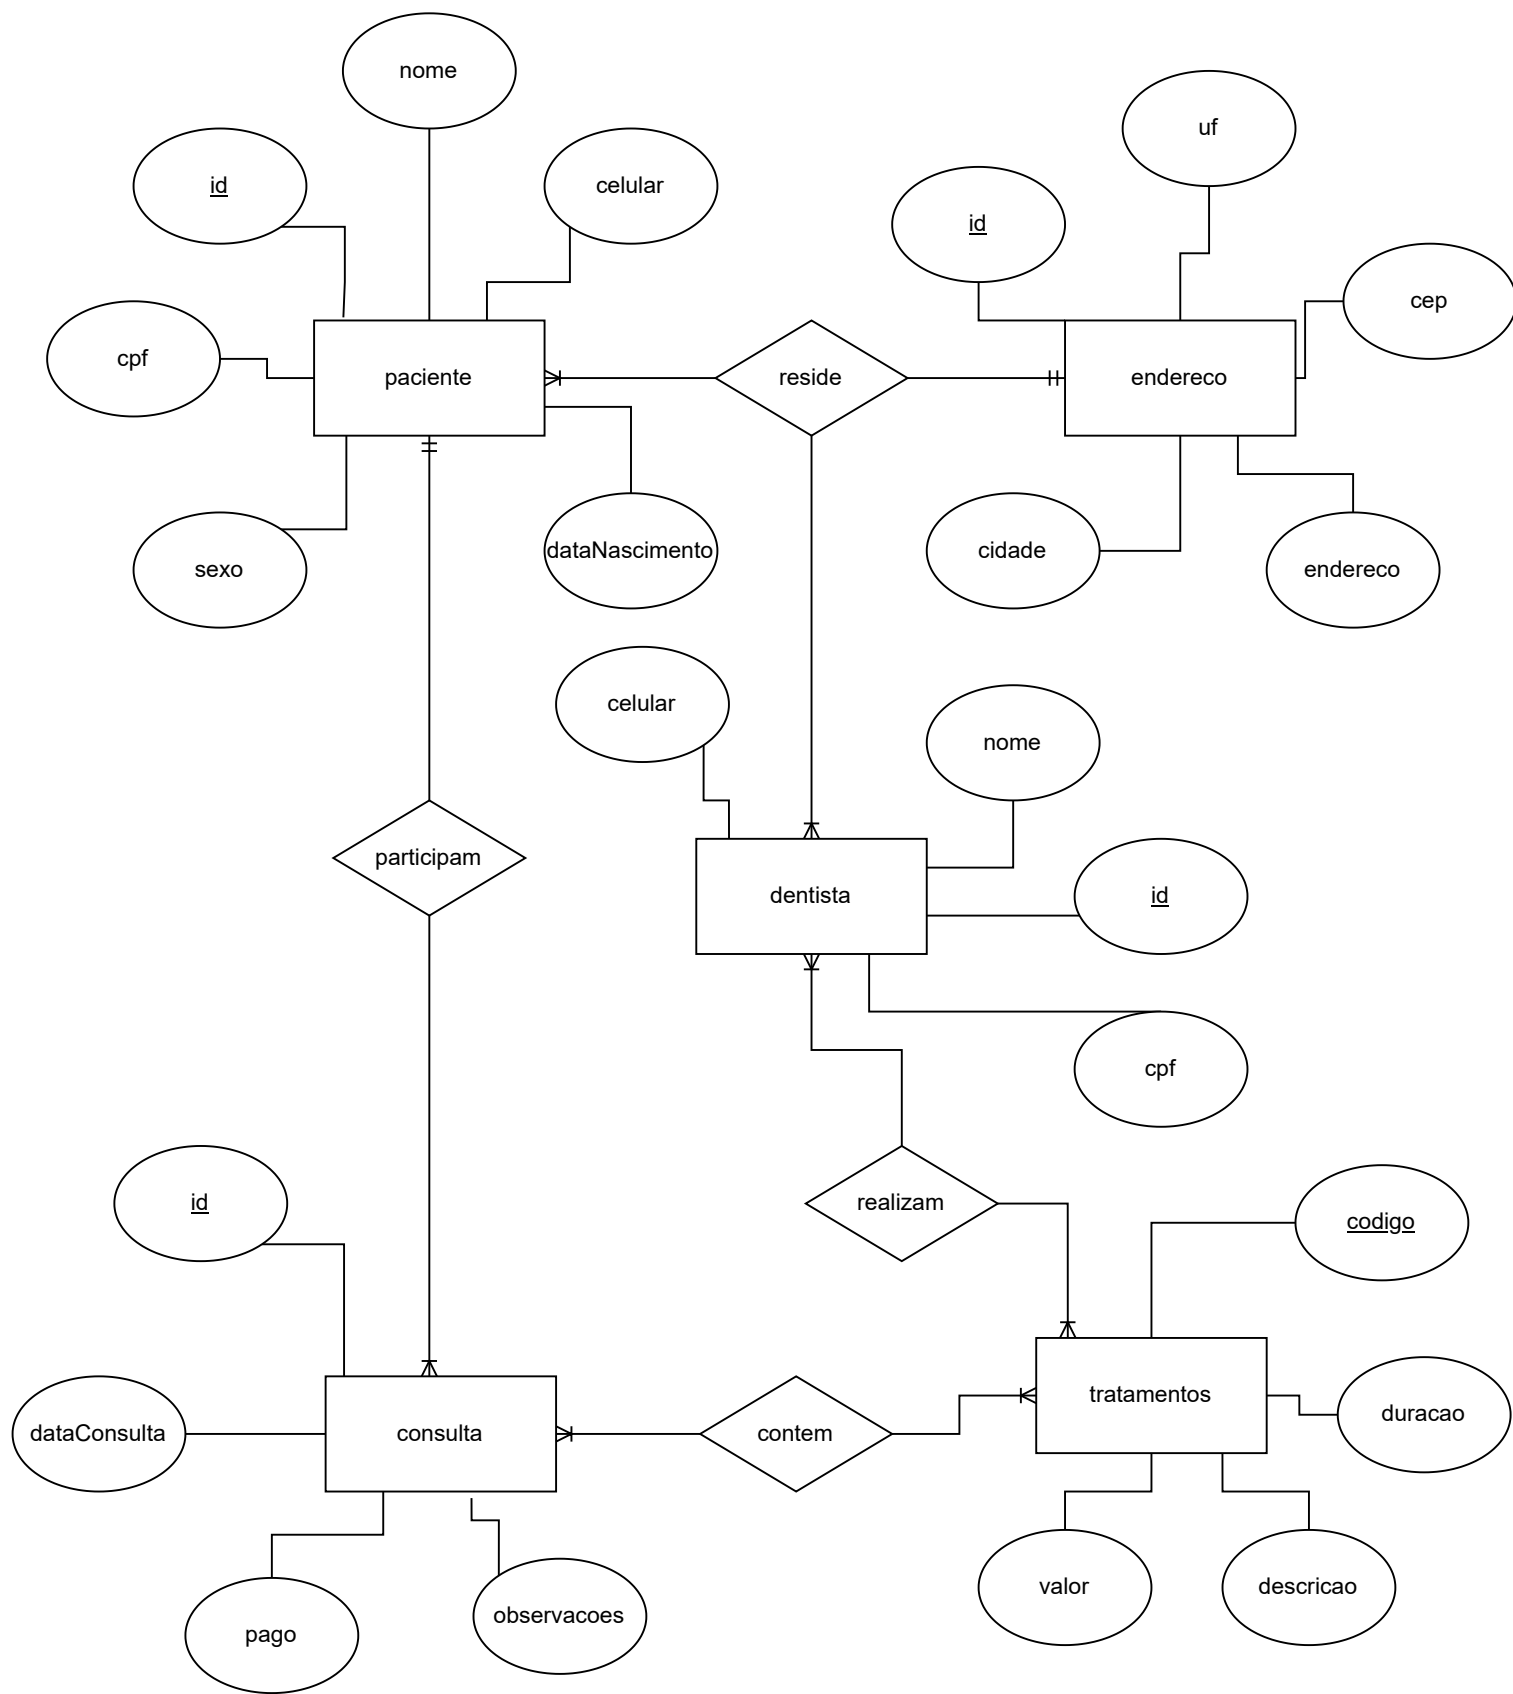 nome
uf
id
celular
id
cep
cpf
paciente
reside
endereco
sexo
dataNascimento
cidade
endereco
celular
nome
participam
dentista
id
cpf
id
realizam
codigo
tratamentos
duracao
dataConsulta
consulta
contem
valor
descricao
observacoes
pago